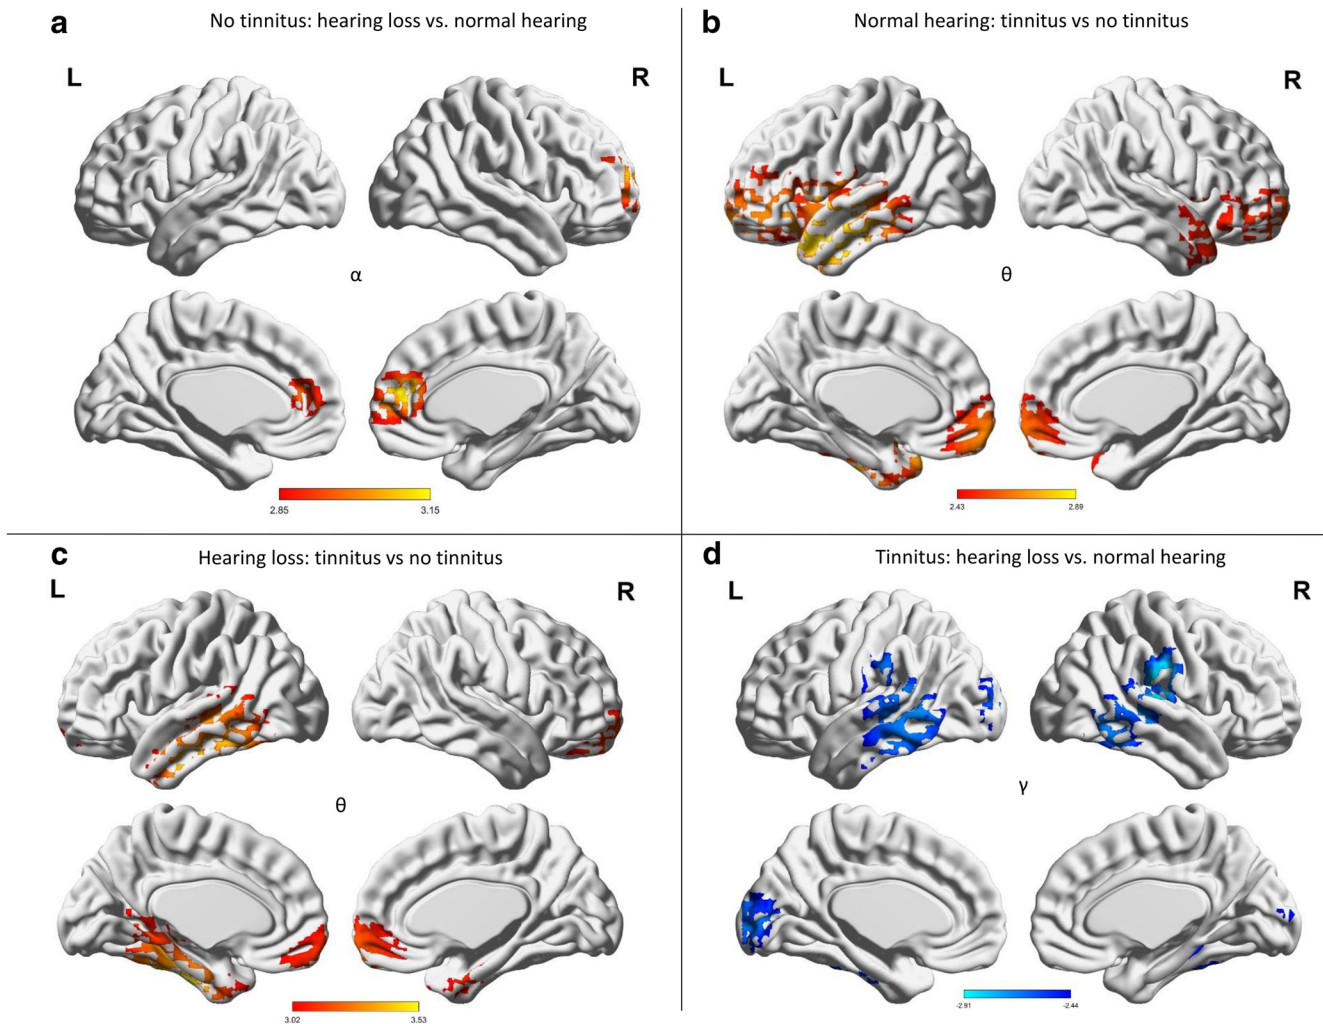 a
No tinnitus: hearing loss vs. normal hearing
L
R
α
2.85
3.15
b
Normal hearing: tinnitus vs no tinnitus
L
R
θ
2.43
2.89
c
Hearing loss: tinnitus vs no tinnitus
L
R
θ
3.02
3.53
d
Tinnitus: hearing loss vs. normal hearing
L
R
γ
-2.91
-2.44